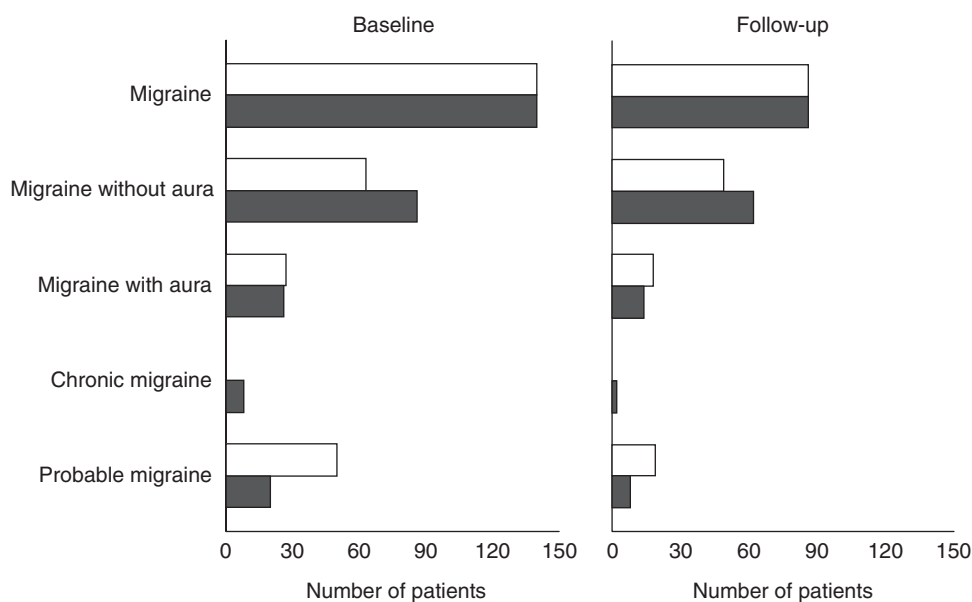 Baseline
Follow-up
Migraine
Migraine without aura
Migraine with aura
Chronic migraine
Probable migraine
0 30 60 90 120 150
0 30 60 90 120 150
Number of patients
Number of patients